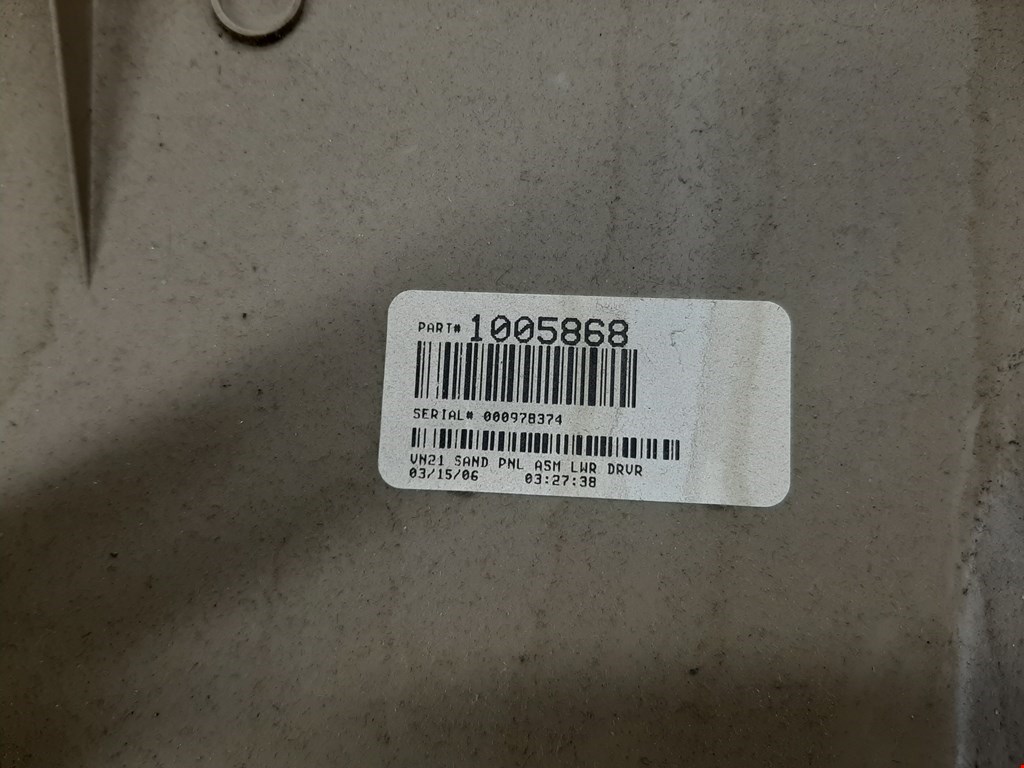 PART# 1005868
SERIAL# 000978374
VN21 SAND PNL ASM LWR DRVR
03/15/06 03:27:38